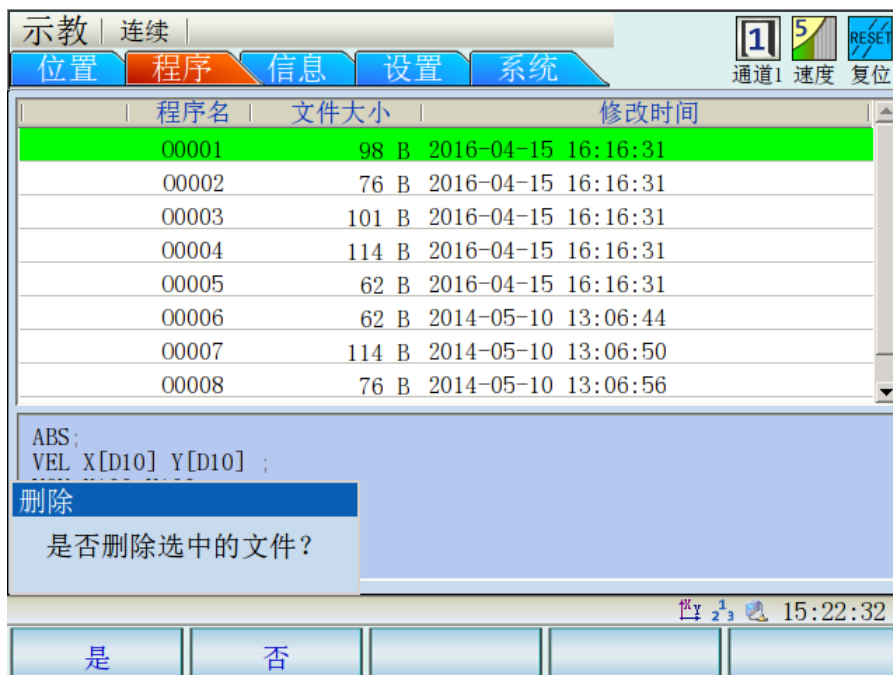 示教 连续
1 5 RESET
位置 程序 信息 设置 系统 通道1 速度 复位
程序名 文件大小 修改时间
O0001 98 B 2016-04-15 16:16:31
O0002 76 B 2016-04-15 16:16:31
O0003 101 B 2016-04-15 16:16:31
O0004 114 B 2016-04-15 16:16:31
O0005 62 B 2016-04-15 16:16:31
O0006 62 B 2014-05-10 13:06:44
O0007 114 B 2014-05-10 13:06:50
O0008 76 B 2014-05-10 13:06:56
ABS;
VEL X[D10] Y[D10] ;
删除
是否删除选中的文件?
15:22:32
是 否